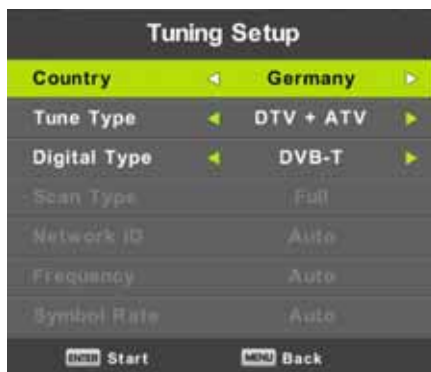 Tuning Setup
Country Germany
Tune Type DTV + ATV
Digital Type DVB-T
Scan Type Full
Network ID Auto
Frequency Auto
Symbol Rate Auto
ENTER Start MENU Back